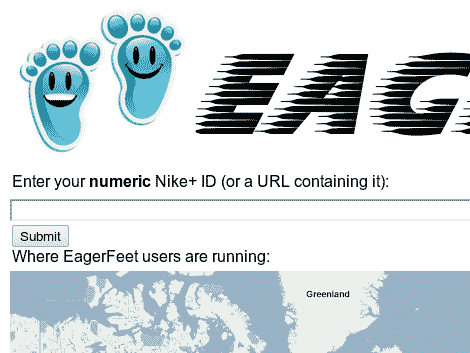 EAG
Enter your numeric Nike+ ID (or a URL containing it):
Submit
Where EagerFeet users are running:
Greenland